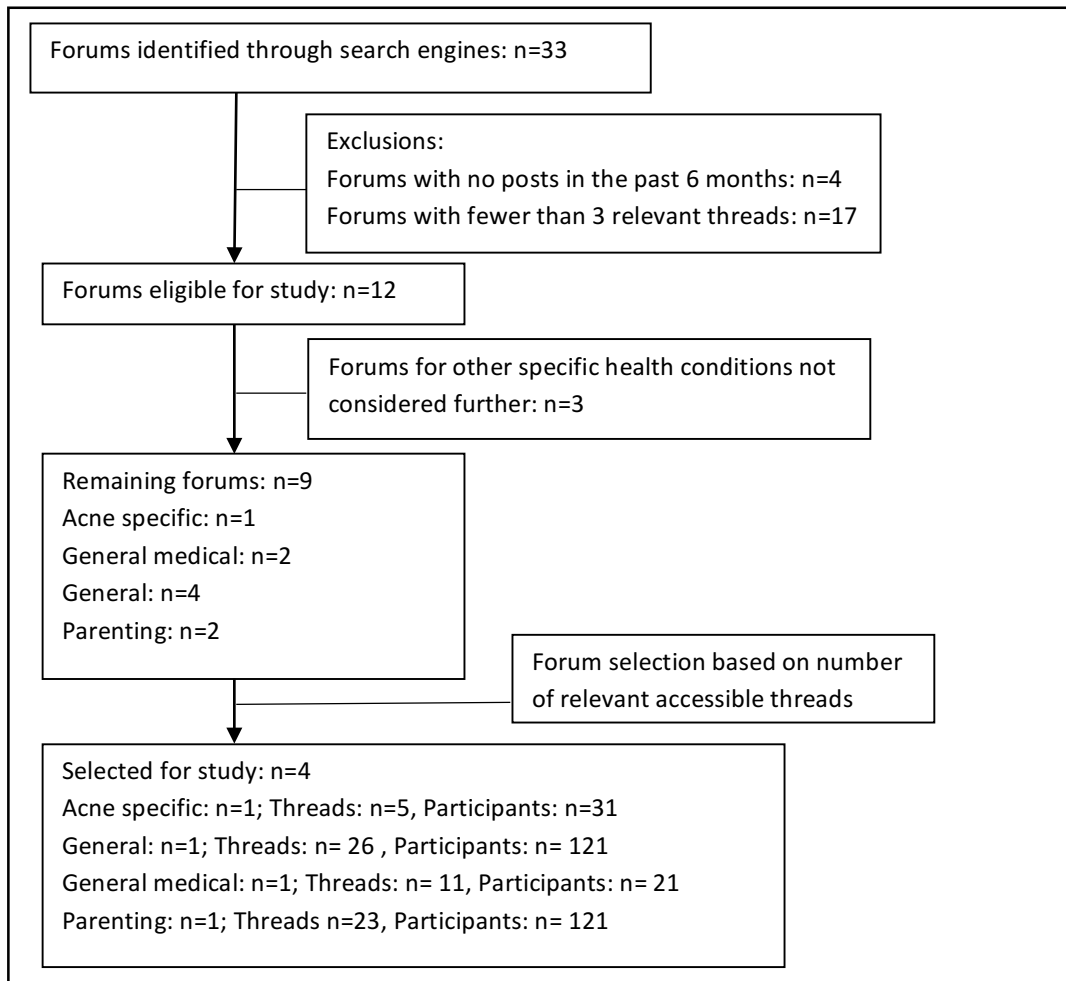 Forums identified through search engines: n=33
Exclusions:
Forums with no posts in the past 6 months: n=4
Forums with fewer than 3 relevant threads: n=17
Forums eligible for study: n=12
Forums for other specific health conditions not
considered further: n=3
Remaining forums: n=9
Acne specific: n=1
General medical: n=2
General: n=4
Parenting: n=2
Forum selection based on number
of relevant accessible threads
Selected for study: n=4
Acne specific: n=1; Threads: n=5, Participants: n=31
General: n=1; Threads: n= 26 , Participants: n= 121
General medical: n=1; Threads: n= 11, Participants: n= 21
Parenting: n=1; Threads n=23, Participants: n= 121